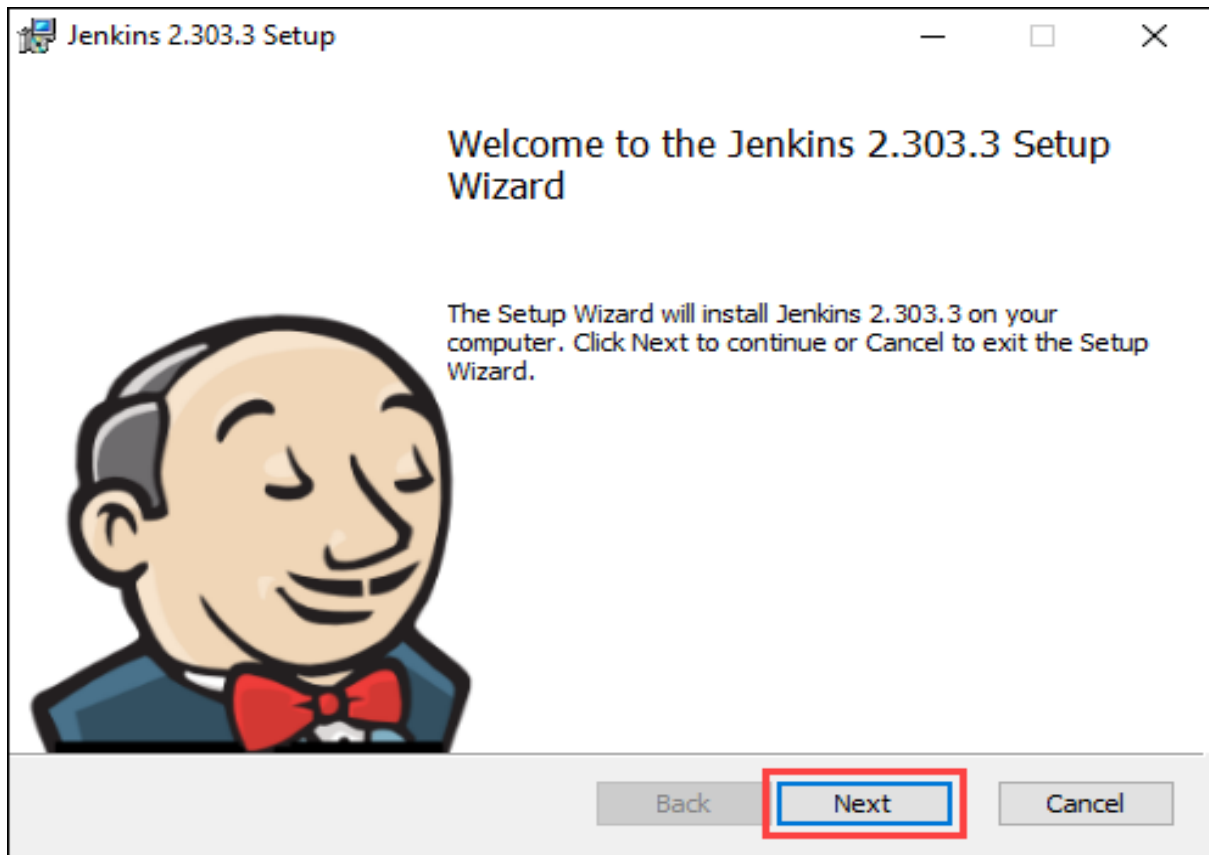 Jenkins 2.303.3 Setup
Welcome to the Jenkins 2.303.3 Setup
Wizard
The Setup Wizard will install Jenkins 2.303.3 on your
computer. Click Next to continue or Cancel to exit the Setup
Wizard.
Back Next Cancel